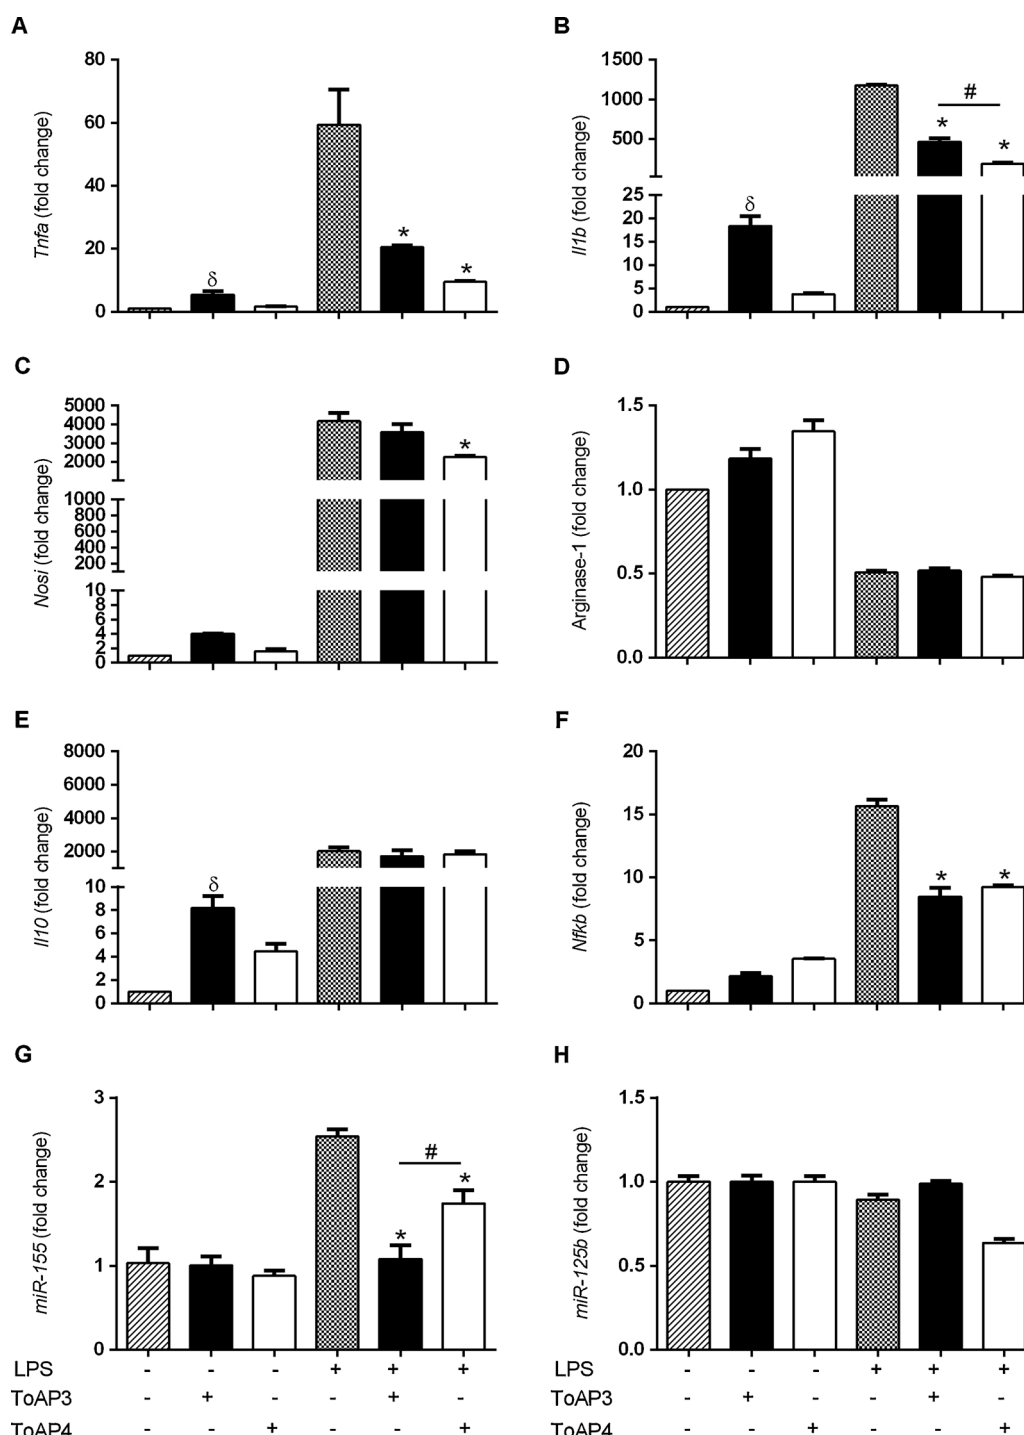 A
B
80
60
40
20
0
Tnfa (fold change)
δ
*
*
1500
1000
500
25
20
15
10
5
0
Il1b (fold change)
δ
*
#
*
C
D
5000
4000
3000
2000
1000
800
600
400
200
10
8
6
4
2
0
Nosi (fold change)
*
1.5
1.0
0.5
0.0
Arginase-1 (fold change)
E
F
8000
6000
4000
2000
10
8
6
4
2
0
Il10 (fold change)
δ
20
15
10
5
0
Nfkb (fold change)
*
*
G
H
3
2
1
0
miR-155 (fold change)
*
#
*
1.5
1.0
0.5
0.0
miR-125b (fold change)
LPS - - - + + +
ToAP3 - + - - + -
ToAP4 - - + - - +
LPS - - - + + +
ToAP3 - + - - + -
ToAP4 - - + - - +